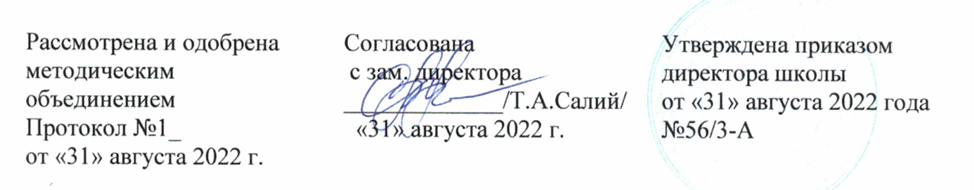 Рассмотрена и одобрена
методическим
объединением
Протокол №1_
от «31» августа 2022 г.
Согласована
с зам. директора
_____________/Т.А.Салий/
«31» августа 2022 г.
Утверждена приказом
директора школы
от «31» августа 2022 года
№56/3-А